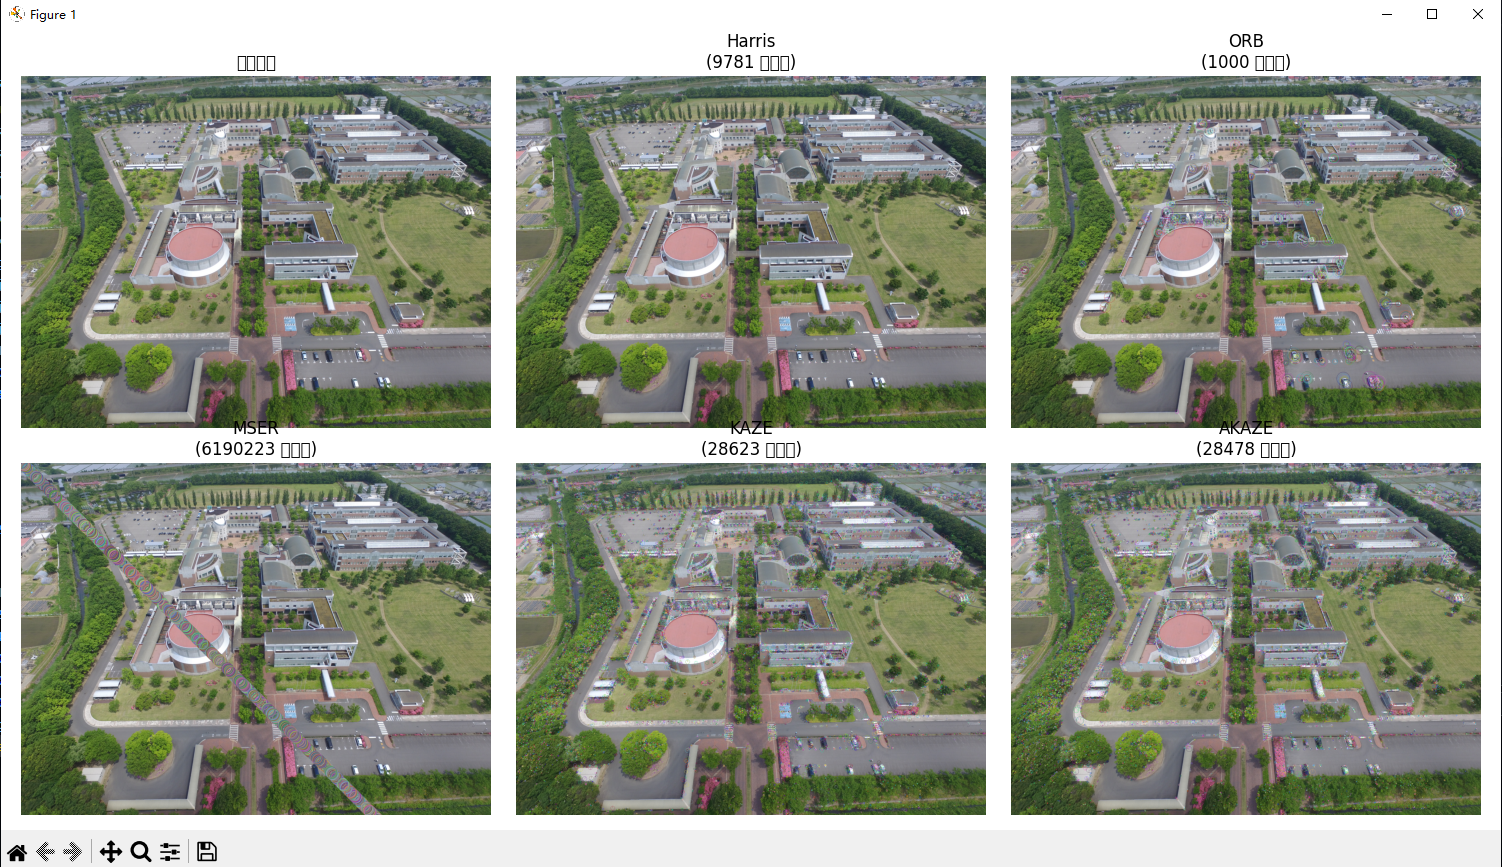 Figure 1
Harris
(9781 )
ORB
(1000 )
MSER
(6190223 )
KAZE
(28623 )
AKAZE
(28478 )